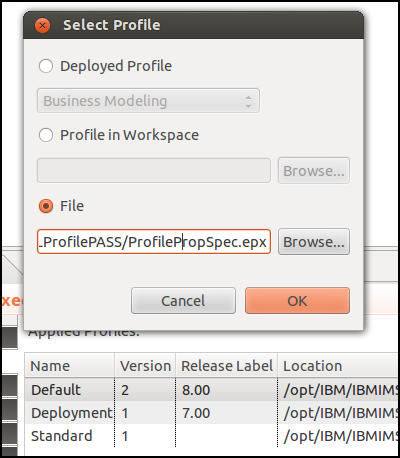 Select Profile
Deployed Profile
Business Modeling
Profile in Workspace
Browse...
File
_ProfilePASS/ProfilePropSpec.epx
Browse...
Cancel
OK
Applied Profiles:
Name Version Release Label Location
Default 2 8.00 /opt/IBM/IBMIMS
Deployment 1 7.00 /opt/IBM/IBMIMS
Standard 1 /opt/IBM/IBMIMS